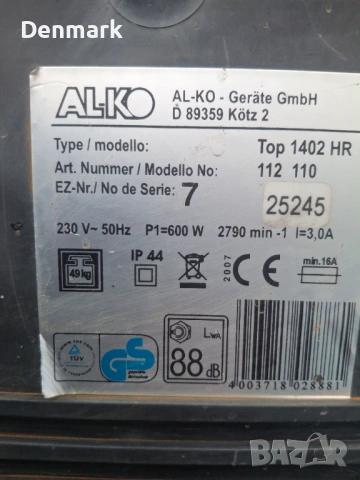 Denmark
AL-KO
AL-KO - Geräte GmbH
D 89359 Kötz 2
Type / modello: Top 1402 HR
Art. Nummer / Modello No: 112 110
EZ-Nr./ No de Serie: 7 25245
230 V~ 50Hz P1=600 W 2790 min -1 I=3,0A
49kg
IP 44
2007
CE
min.16A
TÜV
GS
geprüfte Sicherheit
LWA
88 dB
4003718 028881
BAZAR